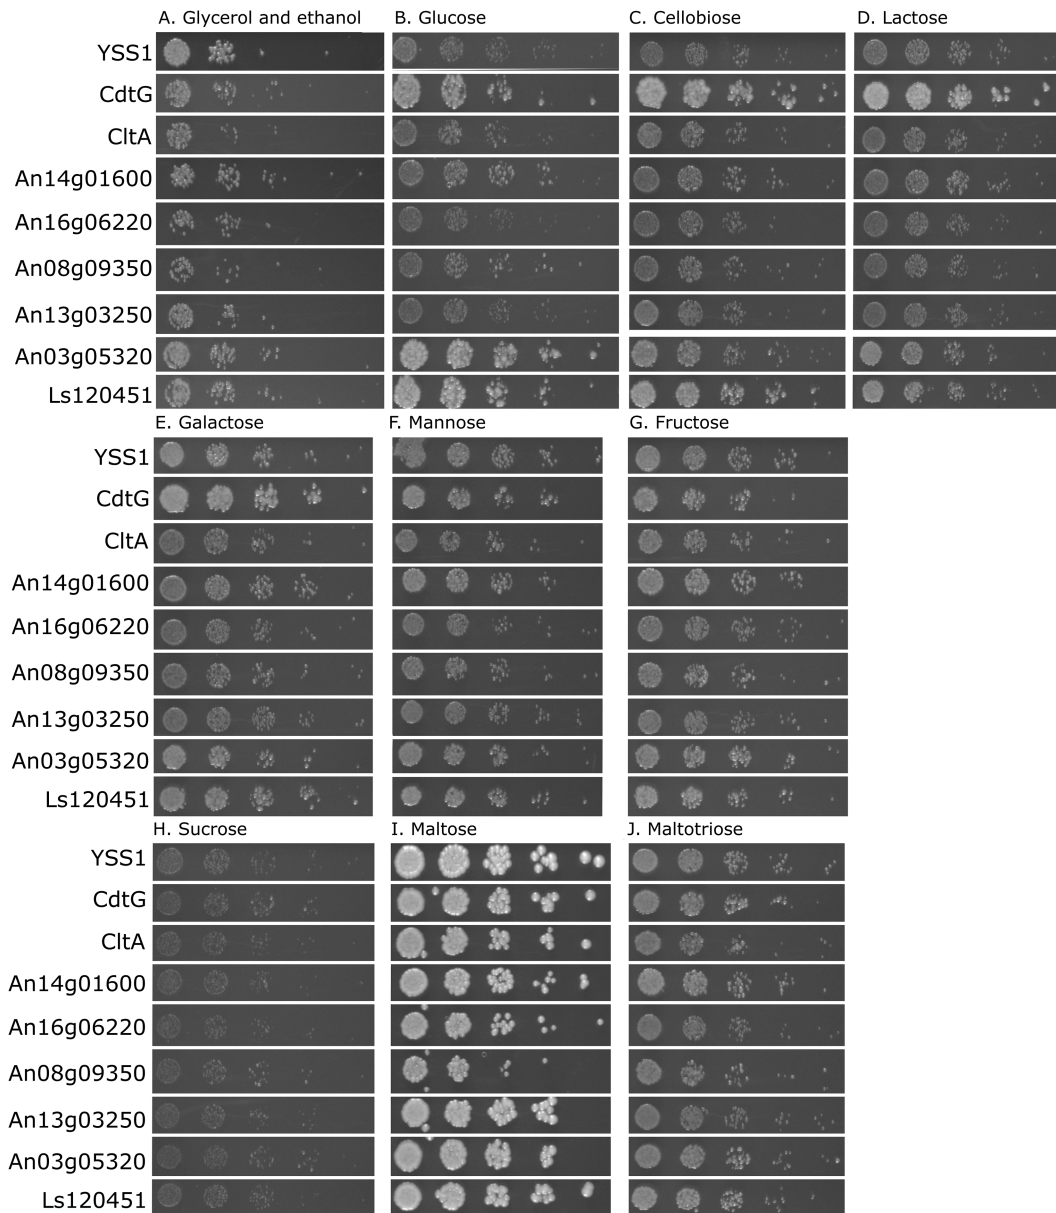 A. Glycerol and ethanol
B. Glucose
C. Cellobiose
D. Lactose
YSS1
CdtG
CltA
An14g01600
An16g06220
An08g09350
An13g03250
An03g05320
Ls120451
E. Galactose
F. Mannose
G. Fructose
YSS1
CdtG
CltA
An14g01600
An16g06220
An08g09350
An13g03250
An03g05320
Ls120451
H. Sucrose
I. Maltose
J. Maltotriose
YSS1
CdtG
CltA
An14g01600
An16g06220
An08g09350
An13g03250
An03g05320
Ls120451